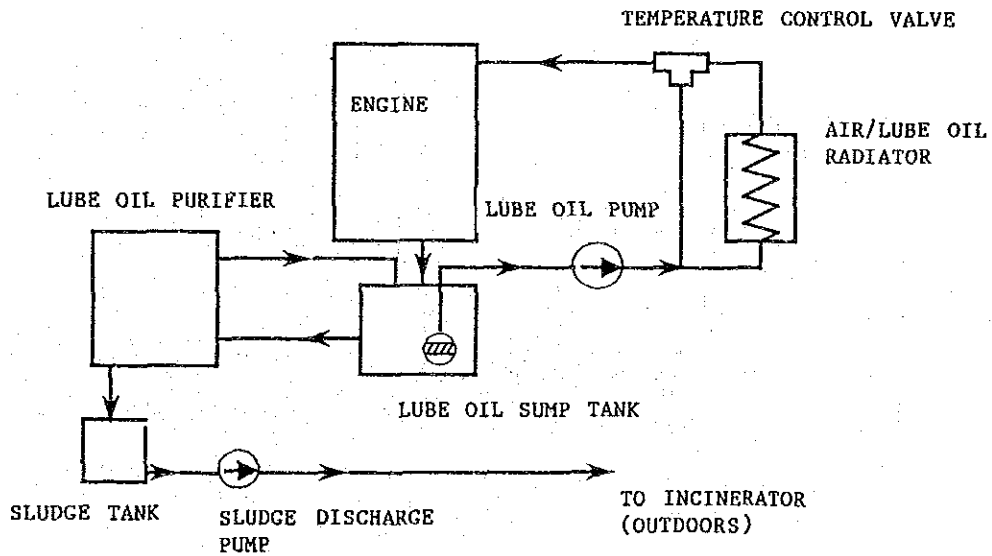 TEMPERATURE CONTROL VALVE
ENGINE
AIR/LUBE OIL
RADIATOR
LUBE OIL PURIFIER
LUBE OIL PUMP
LUBE OIL SUMP TANK
SLUDGE TANK
SLUDGE DISCHARGE
PUMP
TO INCINERATOR
(OUTDOORS)